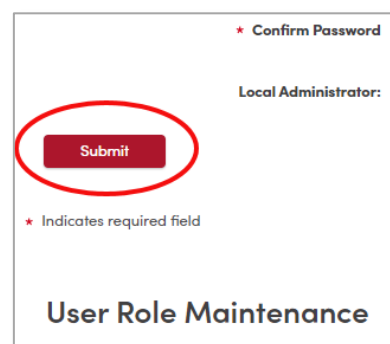 * Confirm Password
Local Administrator:
Submit
* Indicates required field
User Role Maintenance